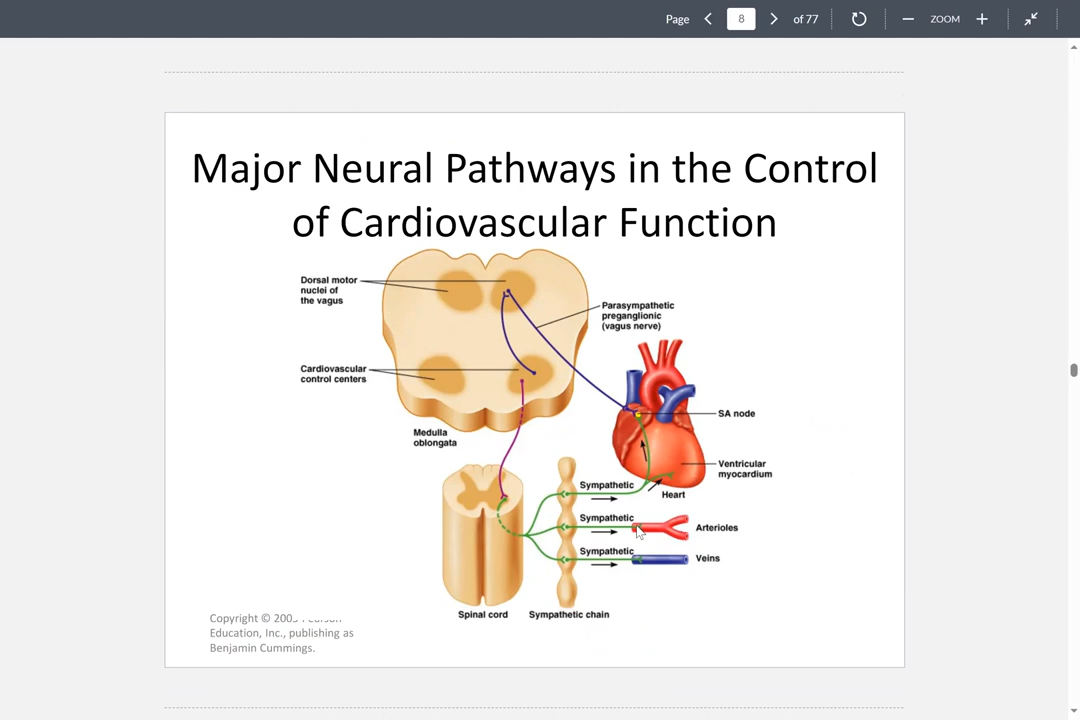 Page 8 of 77 ZOOM
Major Neural Pathways in the Control
of Cardiovascular Function
Dorsal motor
nuclei of
the vagus
Parasympathetic
preganglionic
(vagus nerve)
Cardiovascular
control centers
SA node
Medulla
oblongata
Ventricular
myocardium
Sympathetic
Heart
Sympathetic
Arterioles
Sympathetic
Veins
Spinal cord
Sympathetic chain
Copyright ©
Education, Inc., publishing as
Benjamin Cummings.